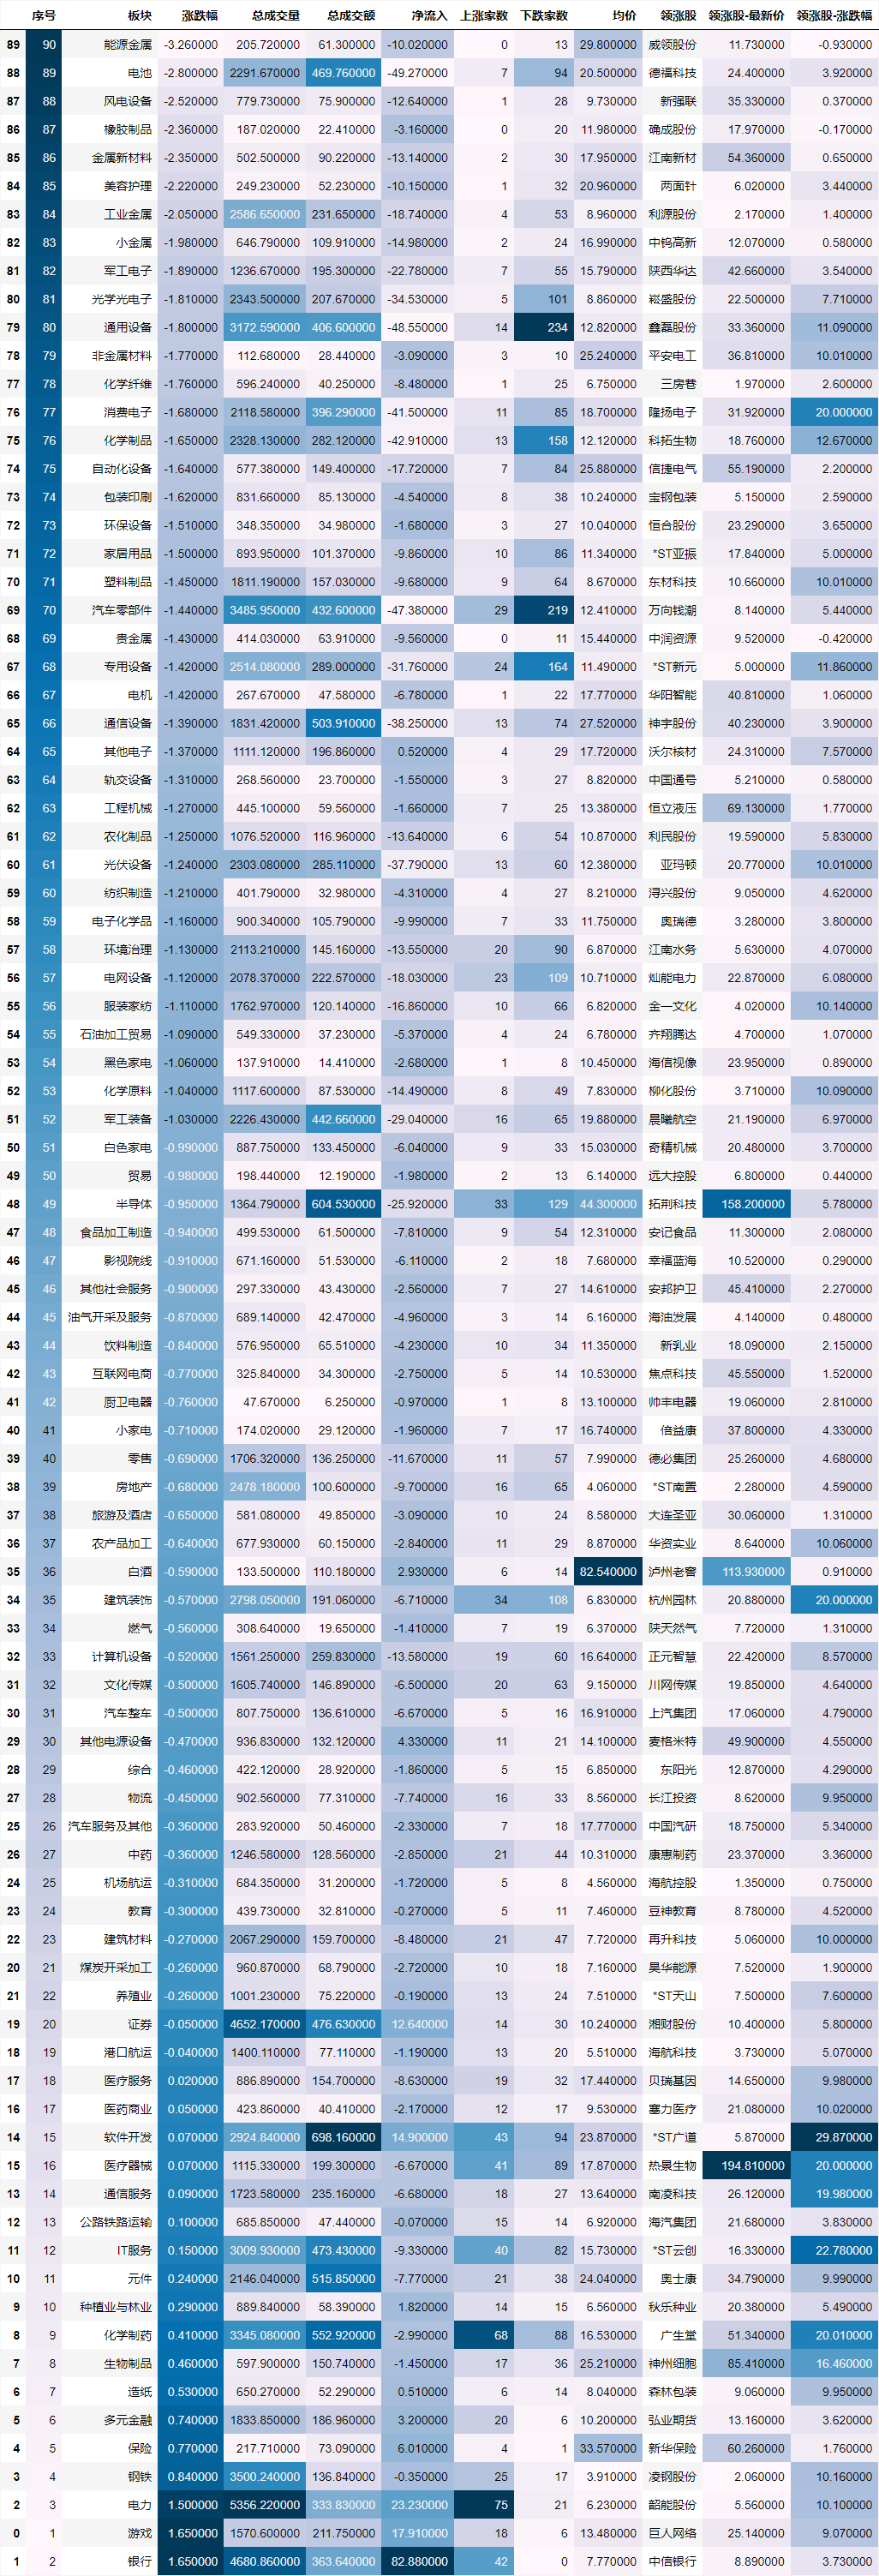 序号 板块 涨跌幅 总成交量 总成交额 净流入 上涨家数 下跌家数 均价 领涨股 领涨股-最新价 领涨股-涨跌幅
89 90 能源金属 -3.260000 205.720000 61.300000 -10.020000 0 13 29.800000 威领股份 11.730000 -0.930000
88 89 电池 -2.800000 2291.670000 469.760000 -49.270000 7 94 20.500000 德福科技 24.400000 3.920000
87 88 风电设备 -2.520000 779.730000 75.900000 -12.640000 1 28 9.730000 新强联 35.330000 0.370000
86 87 橡胶制品 -2.360000 187.020000 22.410000 -3.160000 0 20 11.980000 确成股份 17.970000 -0.170000
85 86 金属新材料 -2.350000 502.500000 90.220000 -13.140000 2 30 17.950000 江南新材 54.360000 0.650000
84 85 美容护理 -2.220000 249.230000 52.230000 -10.150000 1 32 20.960000 两面针 6.020000 3.440000
83 84 工业金属 -2.050000 2586.650000 231.650000 -18.740000 4 53 8.960000 利源股份 2.170000 1.400000
82 83 小金属 -1.980000 646.790000 109.910000 -14.980000 2 24 16.990000 中钨高新 12.070000 0.580000
81 82 军工电子 -1.890000 1236.670000 195.300000 -22.780000 7 55 15.790000 陕西华达 42.660000 3.540000
80 81 光学光电子 -1.810000 2343.500000 207.670000 -34.530000 5 101 8.860000 崧盛股份 22.500000 7.710000
79 80 通用设备 -1.800000 3172.590000 406.600000 -48.550000 14 234 12.820000 鑫磊股份 33.360000 11.090000
78 79 非金属材料 -1.770000 112.680000 28.440000 -3.090000 3 10 25.240000 平安电工 36.810000 10.010000
77 78 化学纤维 -1.760000 596.240000 40.250000 -8.480000 1 25 6.750000 三房巷 1.970000 2.600000
76 77 消费电子 -1.680000 2118.580000 396.290000 -41.500000 11 85 18.700000 隆扬电子 31.920000 20.000000
75 76 化学制品 -1.650000 2328.130000 282.120000 -42.910000 13 158 12.120000 科拓生物 18.760000 12.670000
74 75 自动化设备 -1.640000 577.380000 149.400000 -17.720000 7 84 25.880000 信捷电气 55.190000 2.200000
73 74 包装印刷 -1.620000 831.660000 85.130000 -4.540000 8 38 10.240000 宝钢包装 5.150000 2.590000
72 73 环保设备 -1.510000 348.350000 34.980000 -1.680000 3 27 10.040000 恒合股份 23.290000 3.650000
71 72 家居用品 -1.500000 893.950000 101.370000 -9.860000 10 86 11.340000 *ST亚振 17.840000 5.000000
70 71 塑料制品 -1.450000 1811.190000 157.030000 -9.680000 9 64 8.670000 东材科技 10.660000 10.010000
69 70 汽车零部件 -1.440000 3485.950000 432.600000 -47.380000 29 219 12.410000 万向钱潮 8.140000 5.440000
68 69 贵金属 -1.430000 414.030000 63.910000 -9.560000 0 11 15.440000 中润资源 9.520000 -0.420000
67 68 专用设备 -1.420000 2514.080000 289.000000 -31.760000 24 164 11.490000 *ST新元 5.000000 11.860000
66 67 电机 -1.420000 267.670000 47.580000 -6.780000 1 22 17.770000 华阳智能 40.810000 1.060000
65 66 通信设备 -1.390000 1831.420000 503.910000 -38.250000 13 74 27.520000 神宇股份 40.230000 3.900000
64 65 其他电子 -1.370000 1111.120000 196.860000 0.520000 4 29 17.720000 沃尔核材 24.310000 7.570000
63 64 轨交设备 -1.310000 268.560000 23.700000 -1.550000 3 27 8.820000 中国通号 5.210000 0.580000
62 63 工程机械 -1.270000 445.100000 59.560000 -1.660000 7 25 13.380000 恒立液压 69.130000 1.770000
61 62 农化制品 -1.250000 1076.520000 116.960000 -13.640000 6 54 10.870000 利民股份 19.590000 5.830000
60 61 光伏设备 -1.240000 2303.080000 285.110000 -37.790000 13 60 12.380000 亚玛顿 20.770000 10.010000
59 60 纺织制造 -1.210000 401.790000 32.980000 -4.310000 4 27 8.210000 浔兴股份 9.050000 4.620000
58 59 电子化学品 -1.160000 900.340000 105.790000 -9.990000 7 33 11.750000 奥瑞德 3.280000 3.800000
57 58 环境治理 -1.130000 2113.210000 145.160000 -13.550000 20 90 6.870000 江南水务 5.630000 4.070000
56 57 电网设备 -1.120000 2078.370000 222.570000 -18.030000 23 109 10.710000 灿能电力 22.870000 6.080000
55 56 服装家纺 -1.110000 1762.970000 120.140000 -16.860000 10 66 6.820000 金一文化 4.020000 10.140000
54 55 石油加工贸易 -1.090000 549.330000 37.230000 -5.370000 4 24 6.780000 齐翔腾达 4.700000 1.070000
53 54 黑色家电 -1.060000 137.910000 14.410000 -2.680000 1 8 10.450000 海信视像 23.950000 0.890000
52 53 化学原料 -1.040000 1117.600000 87.530000 -14.490000 8 49 7.830000 柳化股份 3.710000 10.090000
51 52 军工装备 -1.030000 2226.430000 442.660000 -29.040000 16 65 19.880000 晨曦航空 21.190000 6.970000
50 51 白色家电 -0.990000 887.750000 133.450000 -6.040000 9 33 15.030000 奇精机械 20.480000 3.700000
49 50 贸易 -0.980000 198.440000 12.190000 -1.980000 2 13 6.140000 远大控股 6.800000 0.440000
48 49 半导体 -0.950000 1364.790000 604.530000 -25.920000 33 129 44.300000 拓荆科技 158.200000 5.780000
47 48 食品加工制造 -0.940000 499.530000 61.500000 -7.810000 9 54 12.310000 安记食品 11.300000 2.080000
46 47 影视院线 -0.910000 671.160000 51.530000 -6.110000 2 18 7.680000 幸福蓝海 10.520000 0.290000
45 46 其他社会服务 -0.900000 297.330000 43.430000 -2.560000 7 27 14.610000 安邦护卫 45.410000 2.270000
44 45 油气开采及服务 -0.870000 689.140000 42.470000 -4.960000 3 14 6.160000 海油发展 4.140000 0.480000
43 44 饮料制造 -0.840000 576.950000 65.510000 -4.230000 10 34 11.350000 新乳业 18.090000 2.150000
42 43 互联网电商 -0.770000 325.840000 34.300000 -2.750000 5 14 10.530000 焦点科技 45.550000 1.520000
41 42 厨卫电器 -0.760000 47.670000 6.250000 -0.970000 1 8 13.100000 帅丰电器 19.060000 2.810000
40 41 小家电 -0.710000 174.020000 29.120000 -1.960000 7 17 16.740000 倍益康 37.800000 4.330000
39 40 零售 -0.690000 1706.320000 136.250000 -11.670000 11 57 7.990000 德必集团 25.260000 4.680000
38 39 房地产 -0.680000 2478.180000 100.600000 -9.700000 16 65 4.060000 *ST南置 2.280000 4.590000
37 38 旅游及酒店 -0.650000 581.080000 49.850000 -3.090000 10 24 8.580000 大连圣亚 30.060000 1.310000
36 37 农产品加工 -0.640000 677.930000 60.150000 -2.840000 11 29 8.870000 华资实业 8.640000 10.060000
35 36 白酒 -0.590000 133.500000 110.180000 2.930000 6 14 82.540000 泸州老窖 113.930000 0.910000
34 35 建筑装饰 -0.570000 2798.050000 191.060000 -6.710000 34 108 6.830000 杭州园林 20.880000 20.000000
33 34 燃气 -0.560000 308.640000 19.650000 -1.410000 7 19 6.370000 陕天然气 7.720000 1.310000
32 33 计算机设备 -0.520000 1561.250000 259.830000 -13.580000 19 60 16.640000 正元智慧 22.420000 8.570000
31 32 文化传媒 -0.500000 1605.740000 146.890000 -6.500000 20 63 9.150000 川网传媒 19.850000 4.640000
30 31 汽车整车 -0.500000 807.750000 136.610000 -6.670000 5 16 16.910000 上汽集团 17.060000 4.790000
29 30 其他电源设备 -0.470000 936.830000 132.120000 4.330000 11 21 14.100000 麦格米特 49.900000 4.550000
28 29 综合 -0.460000 422.120000 28.920000 -1.860000 5 15 6.850000 东阳光 12.870000 4.290000
27 28 物流 -0.450000 902.560000 77.310000 -7.740000 16 33 8.560000 长江投资 8.620000 9.950000
25 26 汽车服务及其他 -0.360000 283.920000 50.460000 -2.330000 7 18 17.770000 中国汽研 18.750000 5.340000
26 27 中药 -0.360000 1246.580000 128.560000 -2.850000 21 44 10.310000 康惠制药 23.370000 3.360000
24 25 机场航运 -0.310000 684.350000 31.200000 -1.720000 5 8 4.560000 海航控股 1.350000 0.750000
23 24 教育 -0.300000 439.730000 32.810000 -0.270000 5 11 7.460000 豆神教育 8.780000 4.520000
22 23 建筑材料 -0.270000 2067.290000 159.700000 -8.480000 21 47 7.720000 再升科技 5.060000 10.000000
20 21 煤炭开采加工 -0.260000 960.870000 68.790000 -2.720000 10 18 7.160000 昊华能源 7.520000 1.900000
21 22 养殖业 -0.260000 1001.230000 75.220000 -0.190000 13 24 7.510000 *ST天山 7.500000 7.600000
19 20 证券 -0.050000 4652.170000 476.630000 12.640000 14 30 10.240000 湘财股份 10.400000 5.800000
18 19 港口航运 -0.040000 1400.110000 77.110000 -1.190000 13 20 5.510000 海航科技 3.730000 5.070000
17 18 医疗服务 0.020000 886.890000 154.700000 -8.630000 19 32 17.440000 贝瑞基因 14.650000 9.980000
16 17 医药商业 0.050000 423.860000 40.410000 -2.170000 12 17 9.530000 塞力医疗 21.080000 10.020000
14 15 软件开发 0.070000 2924.840000 698.160000 14.900000 43 94 23.870000 *ST广道 5.870000 29.870000
15 16 医疗器械 0.070000 1115.330000 199.300000 -6.670000 41 89 17.870000 热景生物 194.810000 20.000000
13 14 通信服务 0.090000 1723.580000 235.160000 -6.680000 18 27 13.640000 南凌科技 26.120000 19.980000
12 13 公路铁路运输 0.100000 685.850000 47.440000 -0.070000 15 14 6.920000 海汽集团 21.680000 3.830000
11 12 IT服务 0.150000 3009.930000 473.430000 -9.330000 40 82 15.730000 *ST云创 16.330000 22.780000
10 11 元件 0.240000 2146.040000 515.850000 -7.770000 21 38 24.040000 奥士康 34.790000 9.990000
9 10 种植业与林业 0.290000 889.840000 58.390000 1.820000 14 15 6.560000 秋乐种业 20.380000 5.490000
8 9 化学制药 0.410000 3345.080000 552.920000 -2.990000 68 88 16.530000 广生堂 51.340000 20.010000
7 8 生物制品 0.460000 597.900000 150.740000 -1.450000 17 36 25.210000 神州细胞 85.410000 16.460000
6 7 造纸 0.530000 650.270000 52.290000 0.510000 6 14 8.040000 森林包装 9.060000 9.950000
5 6 多元金融 0.740000 1833.850000 186.960000 3.200000 20 6 10.200000 弘业期货 13.160000 3.620000
4 5 保险 0.770000 217.710000 73.090000 6.010000 4 1 33.570000 新华保险 60.260000 1.760000
3 4 钢铁 0.840000 3500.240000 136.840000 -0.350000 25 17 3.910000 凌钢股份 2.060000 10.160000
2 3 电力 1.500000 5356.220000 333.830000 23.230000 75 21 6.230000 韶能股份 5.560000 10.100000
0 1 游戏 1.650000 1570.600000 211.750000 17.910000 18 6 13.480000 巨人网络 25.140000 9.070000
1 2 银行 1.650000 4680.860000 363.640000 82.880000 42 0 7.770000 中信银行 8.890000 3.730000